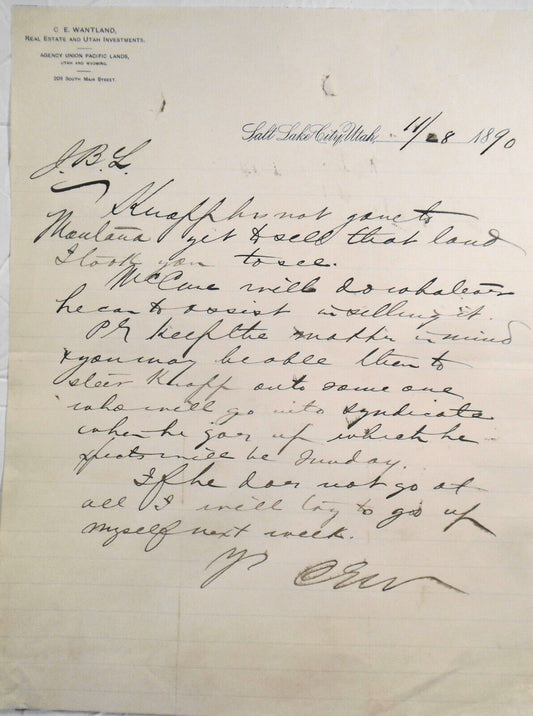 C. E. WANTLAND,
REAL ESTATE AND UTAH INVESTMENTS.
AGENCY UNION PACIFIC LANDS,
UTAH AND WYOMING.
201 SOUTH MAIN STREET.
Salt Lake City, Utah, 11/28 1890
J.B.L.
Knapp has not gone to
Montana yet to sell that land
I took you to see.
McCune will do whatever
he can to assist in selling it.
keep the matter in mind
& you may be able then to
steer Knapp onto some one
who will go into syndicate
when he goes up which he
expects will be Sunday.
If he does not go at
all I will try to go up
myself next week.
Yr CEW